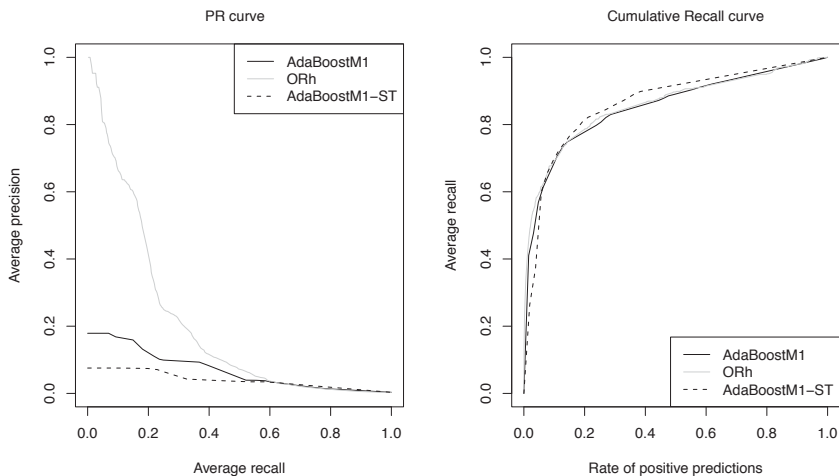 PR curve
AdaBoostM1
ORh
AdaBoostM1-ST
Average precision
0.0 0.2 0.4 0.6 0.8 1.0
0.0 0.2 0.4 0.6 0.8 1.0
Average recall
Cumulative Recall curve
Average recall
0.0 0.2 0.4 0.6 0.8 1.0
AdaBoostM1
ORh
AdaBoostM1-ST
0.0 0.2 0.4 0.6 0.8 1.0
Rate of positive predictions